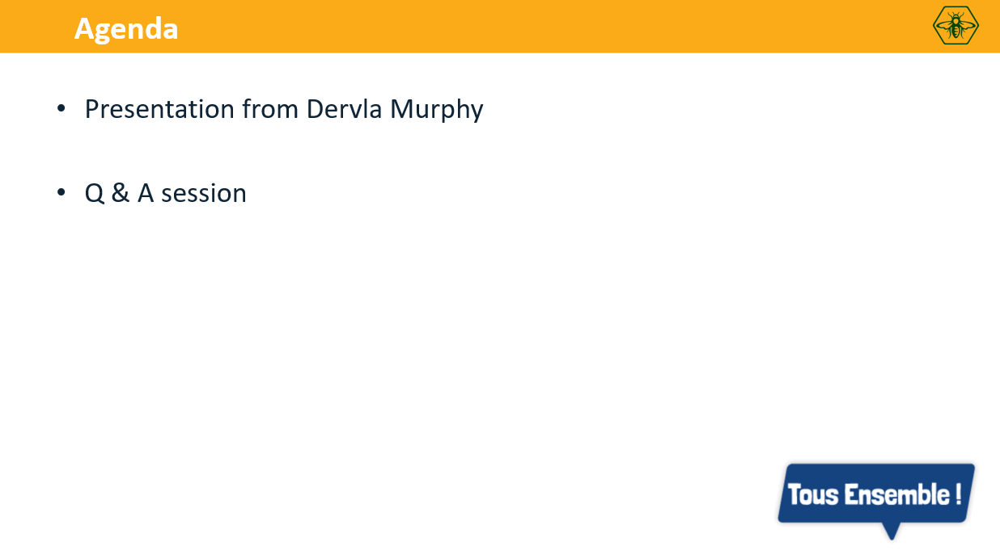 Agenda
• Presentation from Dervla Murphy
• Q & A session
Tous Ensemble !